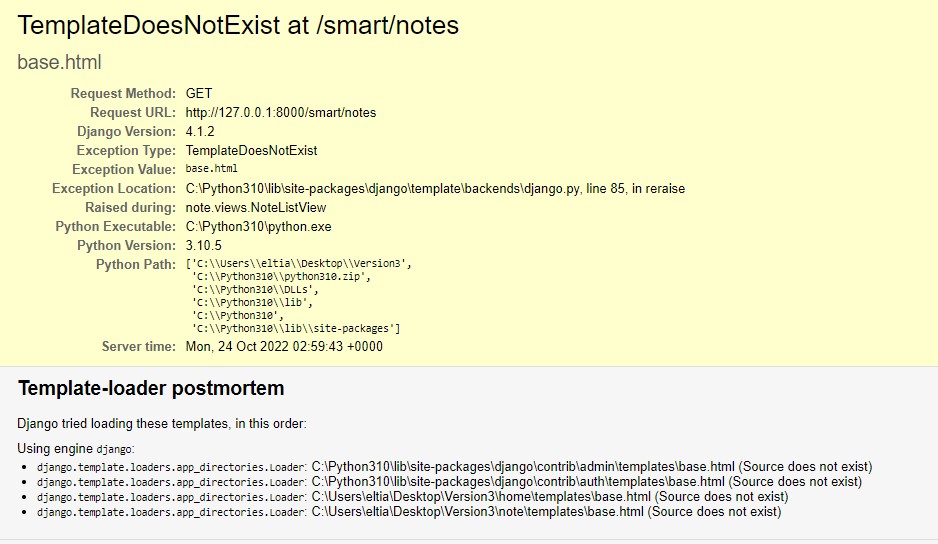 TemplateDoesNotExist at /smart/notes
base.html
Request Method: GET
Request URL: http://127.0.0.1:8000/smart/notes
Django Version: 4.1.2
Exception Type: TemplateDoesNotExist
Exception Value: base.html
Exception Location: C:\Python310\lib\site-packages\django\template\backends\django.py, line 85, in reraise
Raised during: note.views.NoteListView
Python Executable: C:\Python310\python.exe
Python Version: 3.10.5
Python Path: ['C:\\Users\\eltia\\Desktop\\Version3',
'C:\\Python310\\python310.zip',
'C:\\Python310\\DLLs',
'C:\\Python310\\lib',
'C:\\Python310',
'C:\\Python310\\lib\\site-packages']
Server time: Mon, 24 Oct 2022 02:59:43 +0000
Template-loader postmortem
Django tried loading these templates, in this order:
Using engine django:
• django.template.loaders.app_directories.Loader: C:\Python310\lib\site-packages\django\contrib\admin\templates\base.html (Source does not exist)
• django.template.loaders.app_directories.Loader: C:\Python310\lib\site-packages\django\contrib\auth\templates\base.html (Source does not exist)
• django.template.loaders.app_directories.Loader: C:\Users\eltia\Desktop\Version3\home\templates\base.html (Source does not exist)
• django.template.loaders.app_directories.Loader: C:\Users\eltia\Desktop\Version3\note\templates\base.html (Source does not exist)